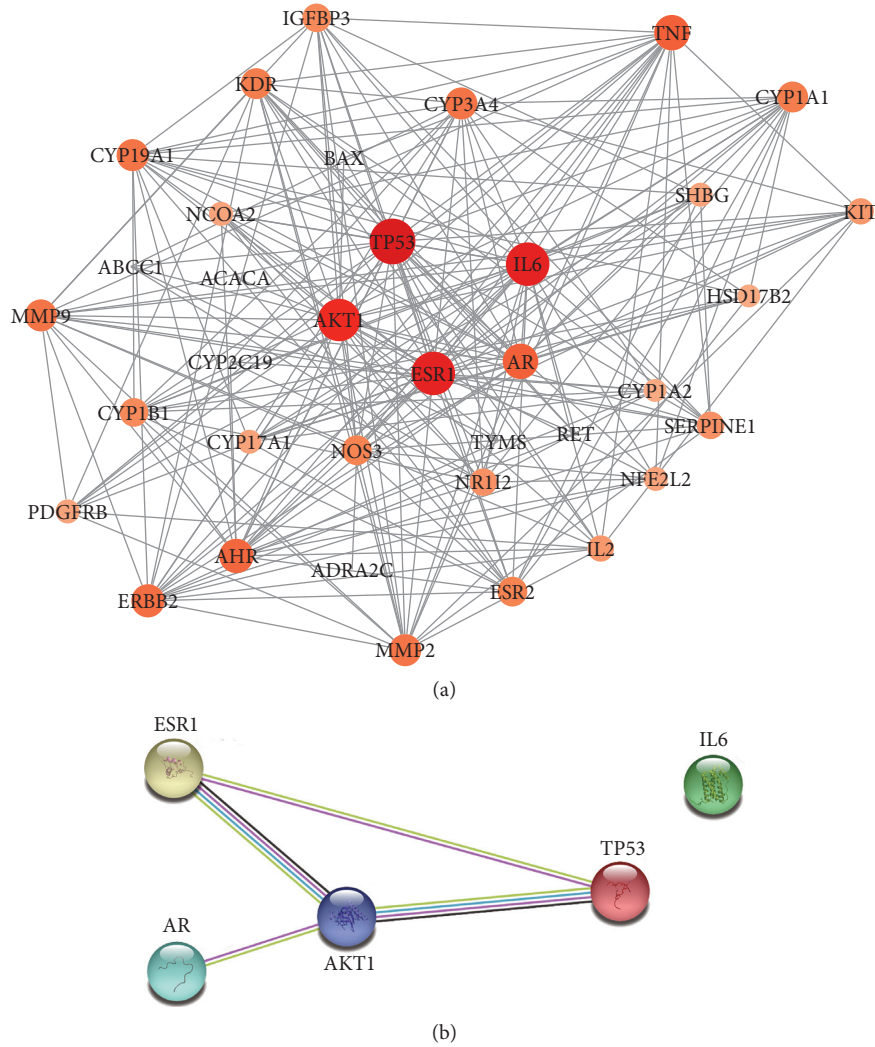 IGFBP3
TNF
KDR
CYP3A4
CYP1A1
CYP19A1
BAX
SHBG
NCOA2
KIT
TP53
IL6
ABCC1
ACACA
HSD17B2
MMP9
AKT1
CYP2C19
AR
ESR1
CYP1A2
CYP1B1
SERPINE1
CYP17A1
NOS3
TYMS
RET
NR1I2
NFE2L2
PDGFRB
AHR
ADRA2C
IL2
ERBB2
ESR2
MMP2
(a)
ESR1
IL6
TP53
AR
AKT1
(b)